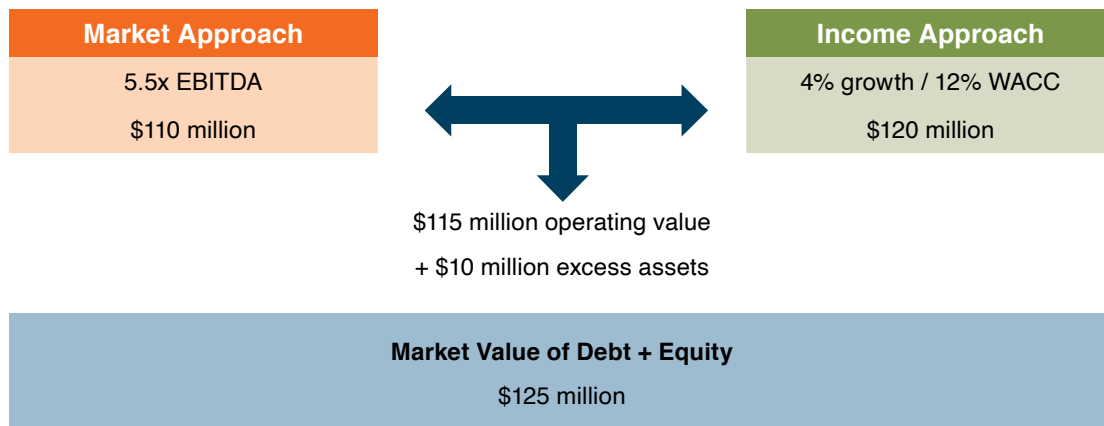 Market Approach
5.5x EBITDA
$110 million
Income Approach
4% growth / 12% WACC
$120 million
$115 million operating value
+ $10 million excess assets
Market Value of Debt + Equity
$125 million